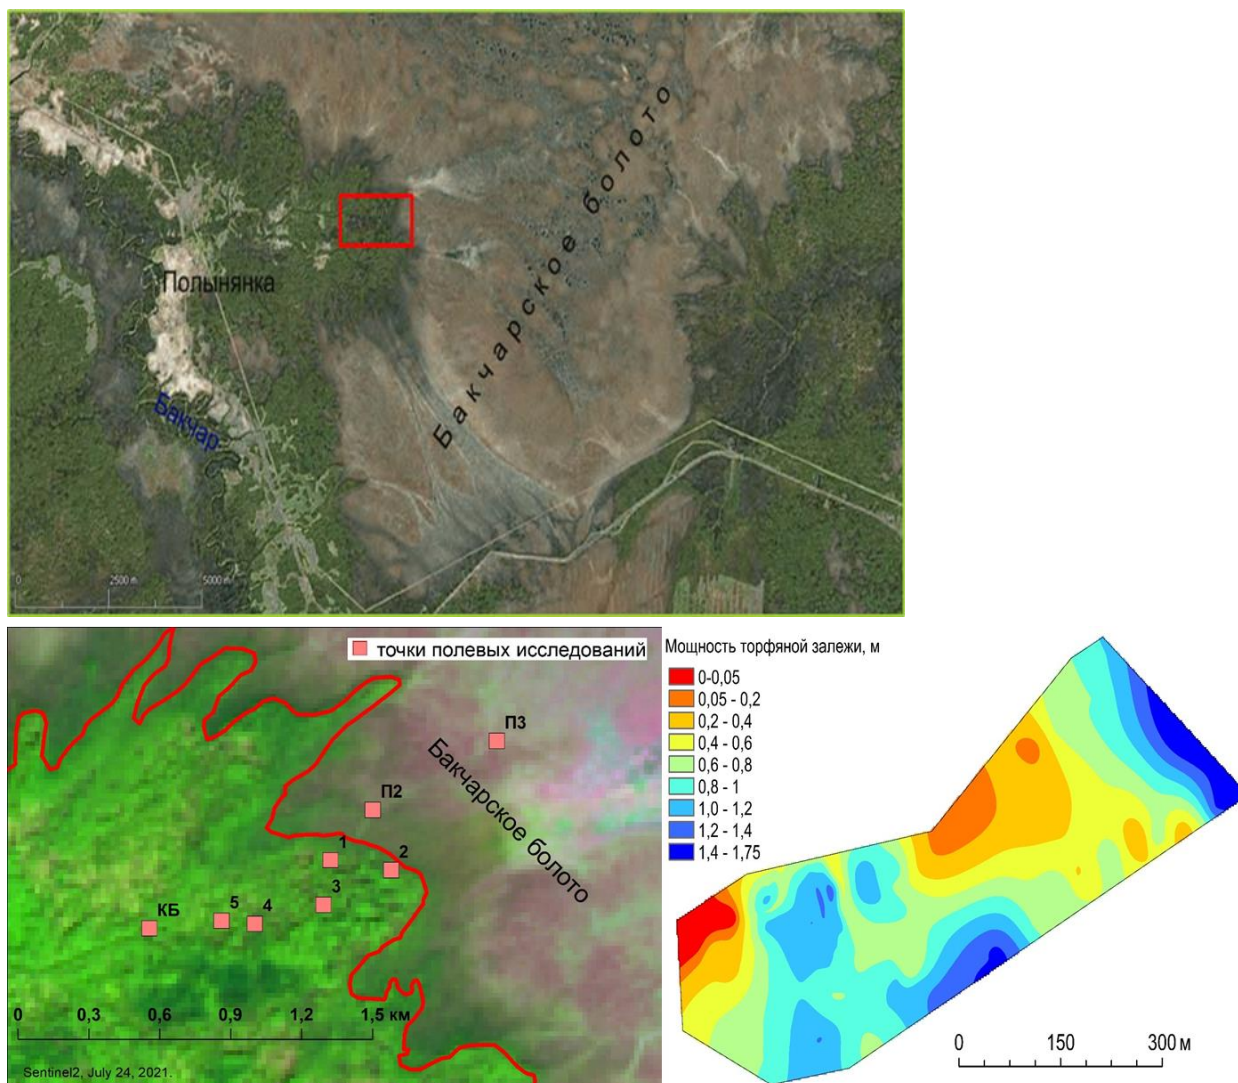 Бакчарское болото
Полынянка
Бакчар
0 2500 m 5000 m
точки полевых исследований
П3
П2
Бакчарское болото
1
2
3
КБ
5
4
0 0,3 0,6 0,9 1,2 1,5 км
Sentinel2, July 24, 2021.
Мощность торфяной залежи, м
0-0,05
0,05 - 0,2
0,2 - 0,4
0,4 - 0,6
0,6 - 0,8
0,8 - 1
1,0 - 1,2
1,2 - 1,4
1,4 - 1,75
0 150 300 м